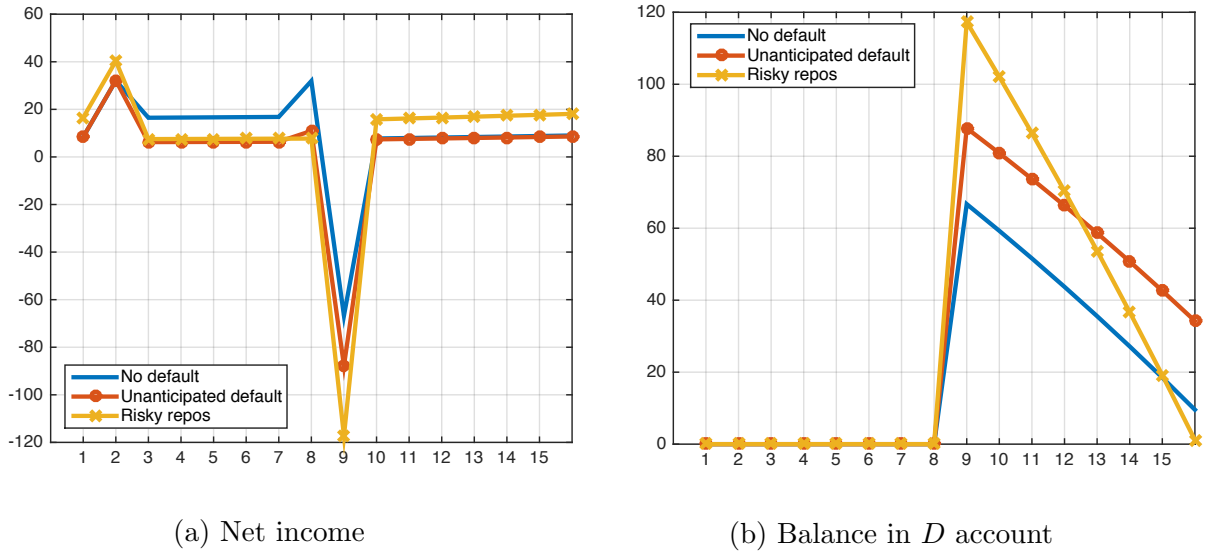 60
40
20
0
-20
-40
-60
-80
-100
-120
No default
Unanticipated default
Risky repos
1 2 3 4 5 6 7 8 9 10 11 12 13 14 15
(a) Net income
120
100
80
60
40
20
0
No default
Unanticipated default
Risky repos
1 2 3 4 5 6 7 8 9 10 11 12 13 14 15
(b) Balance in D account